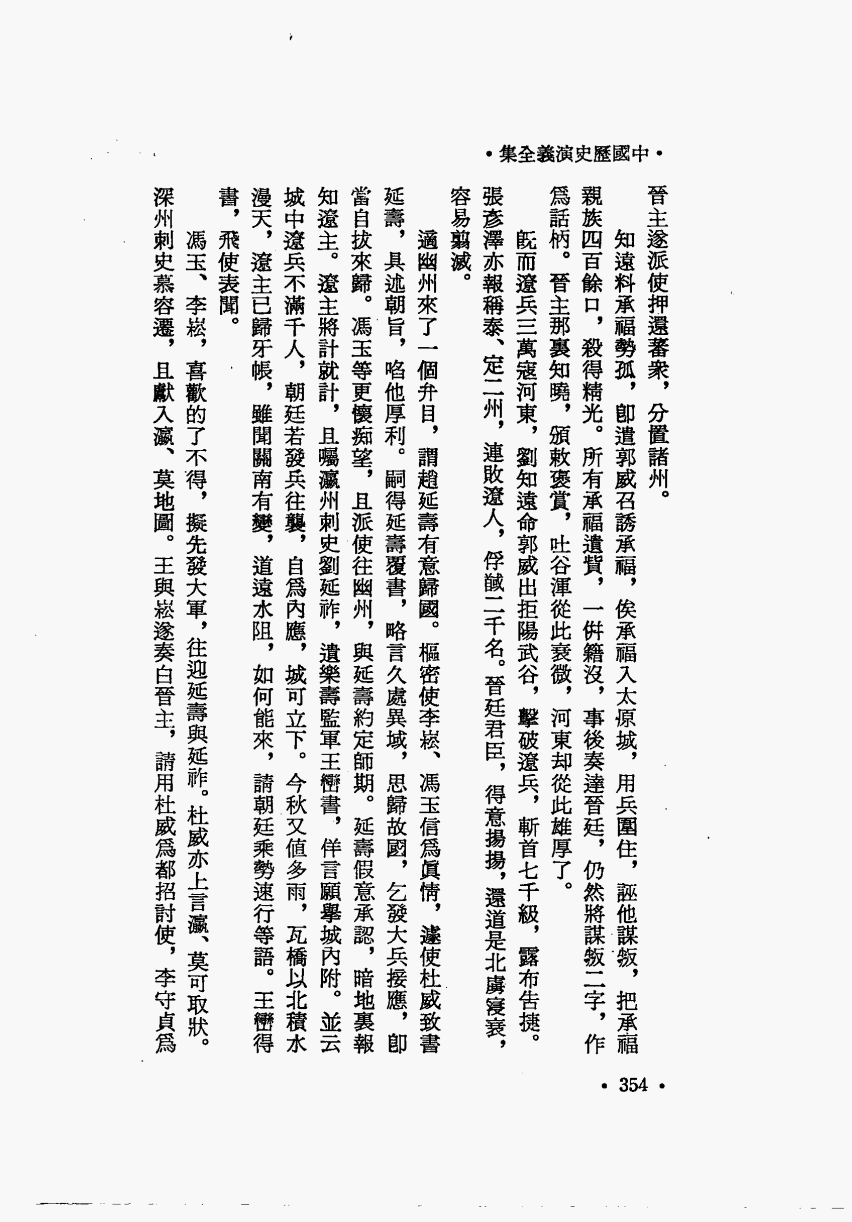 •中國歷史演義全集•
晉主遂派使押還蕃衆，分置諸州。
知遠料承福勢孤，卽遣郭威召誘承福，俟承福入太原城，用兵圍住，誣他謀叛，把承福
親族四百餘口，殺得精光。所有承福遺貲，一併籍沒，事後奏達晉廷，仍然將謀叛二字，作
爲話柄。晉主那裏知曉，頒敕褒賞，吐谷渾從此衰微，河東却從此雄厚了。
旣而遼兵三萬寇河東，劉知遠命郭威出拒陽武谷，擊破遼兵，斬首七千級，露布告捷。
張彥澤亦報稱泰、定二州，連敗遼人，俘馘二千名。晉廷君臣，得意揚揚，還道是北虜寖衰，
容易翦滅。
適幽州來了一個弁目，謂趙延壽有意歸國。樞密使李崧、馮玉信爲眞情，遽使杜威致書
延壽，具述朝旨，啗他厚利。嗣得延壽覆書，略言久處異域，思歸故國，乞發大兵接應，卽
當自拔來歸。馮玉等更懷痴望，且派使往幽州，與延壽約定師期。延壽假意承認，暗地裏報
知遼主。遼主將計就計，且囑瀛州刺史劉延祚，遺樂壽監軍王巒書，佯言願舉城內附。並云
城中遼兵不滿千人，朝廷若發兵往襲，自爲內應，城可立下。今秋又值多雨，瓦橋以北積水
漫天，遼主已歸牙帳，雖聞關南有變，道遠水阻，如何能來，請朝廷乘勢速行等語。王巒得
書，飛使表聞。
馮玉、李崧，喜歡的了不得，擬先發大軍，往迎延壽與延祚。杜威亦上言瀛、莫可取狀。
深州刺史慕容遷，且獻入瀛、莫地圖。王與崧遂奏白晉主，請用杜威爲都招討使，李守貞爲
•354•